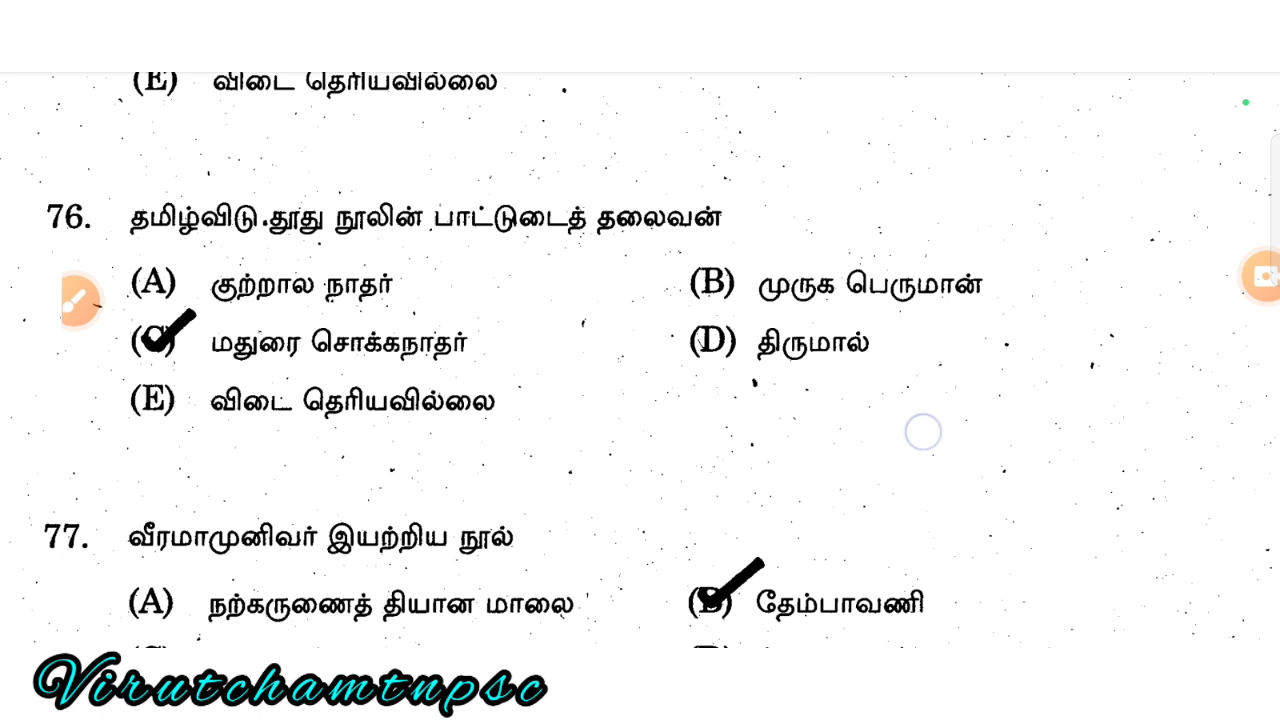 (E) விடை தெரியவில்லை
76. தமிழ்விடு தூது நூலின் பாட்டுடைத் தலைவன்
(A) குற்றால நாதர் (B) முருக பெருமான்
(C) மதுரை சொக்கநாதர் (D) திருமால்
(E) விடை தெரியவில்லை
77. வீரமாமுனிவர் இயற்றிய நூல்
(A) நற்கருணைத் தியான மாலை (B) தேம்பாவணி
Virutchamtnpsc